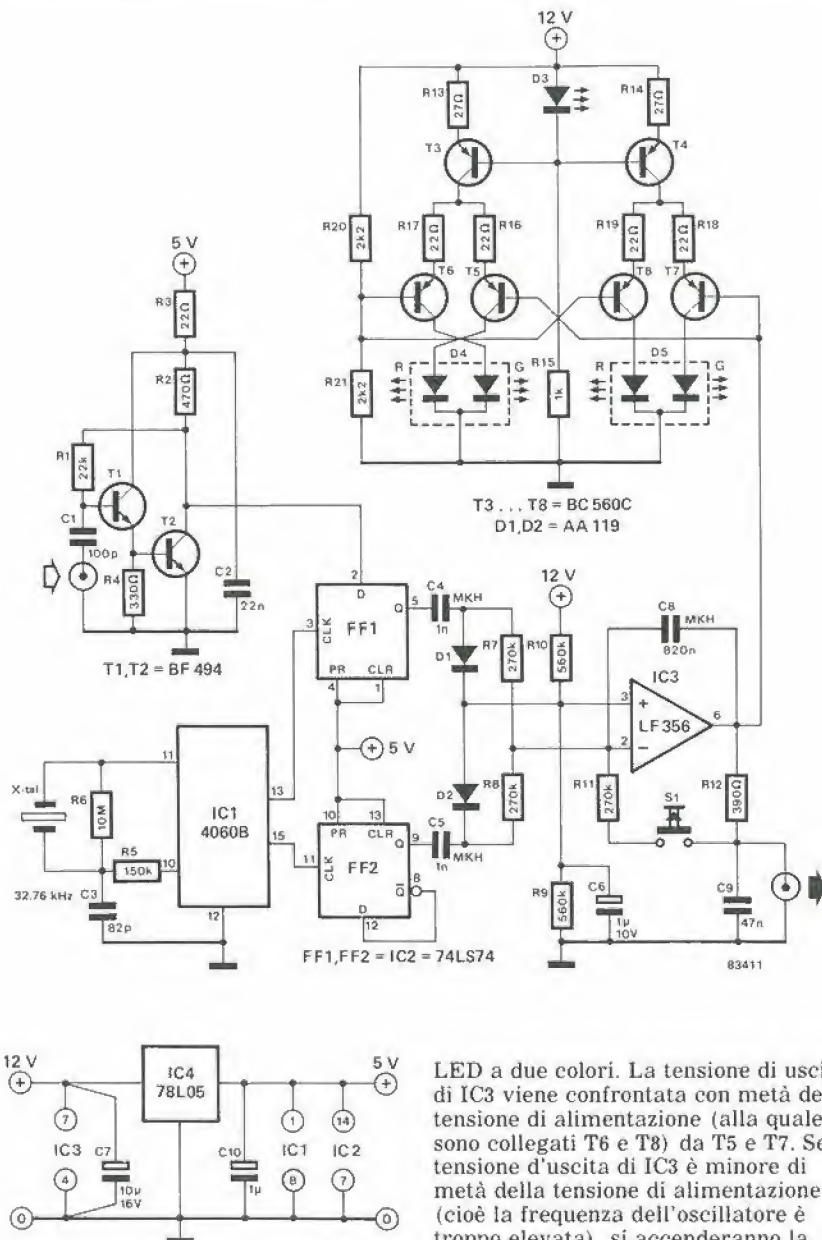 12 V
+
D3
R13
27Ω
R14
27Ω
T3
T4
R20
2k2
R17
22Ω
22Ω
R16
R19
22Ω
22Ω
R18
T6
T5
T8
T7
R21
2k2
R
D4
G
R15
1k
R
D5
G
T3 ... T8 = BC 560C
D1,D2 = AA 119
5 V
+
R3
22Ω
R2
470Ω
R1
22k
T1
C1
100p
T2
R4
330Ω
C2
22n
T1,T2 = BF 494
2
D
3
CLK
FF1
Q
5
PR
CLR
4
1
C4
MKH
1n
D1
R7
270k
12 V
+
R10
560k
C8
MKH
820n
IC3
3
+
LF356
2
−
6
+ 5 V
X-tal
R6
10M
R5
150k
32.76 kHz
C3
82p
11
10
IC1
4060B
13
15
12
10
13
PR
CLR
11
CLK
FF2
Q
9
8
Q
D
12
C5
1n
MKH
D2
R8
270k
R11
270k
S1
R12
390Ω
R9
560k
C6
1µ
10V
C9
47n
FF1,FF2 = IC2 = 74LS74
83411
12 V
+
IC4
78L05
5 V
+
7
IC3
4
C7
10µ
16V
C10
1µ
1
IC1
8
14
IC2
7
0
0
LED a due colori. La tensione di usci
di IC3 viene confrontata con metà de
tensione di alimentazione (alla quale
sono collegati T6 e T8) da T5 e T7. Se
tensione d'uscita di IC3 è minore di
metà della tensione di alimentazione
(cioè la frequenza dell'oscillatore è
troppo elevata), si accenderanno la